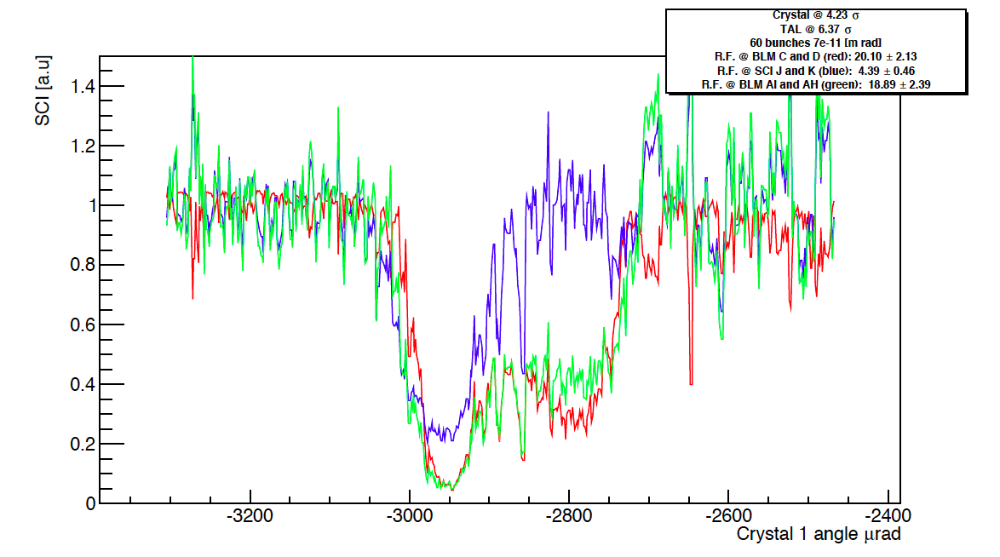 Crystal @ 4.23 σ
TAL @ 6.37 σ
60 bunches 7e-11 [m rad]
R.F. @ BLM C and D (red): 20.10 ± 2.13
R.F. @ SCI J and K (blue): 4.39 ± 0.46
R.F. @ BLM AI and AH (green): 18.89 ± 2.39
SCI [a.u]
1.4
1.2
1
0.8
0.6
0.4
0.2
0
-3200 -3000 -2800 -2600 -2400
Crystal 1 angle μrad